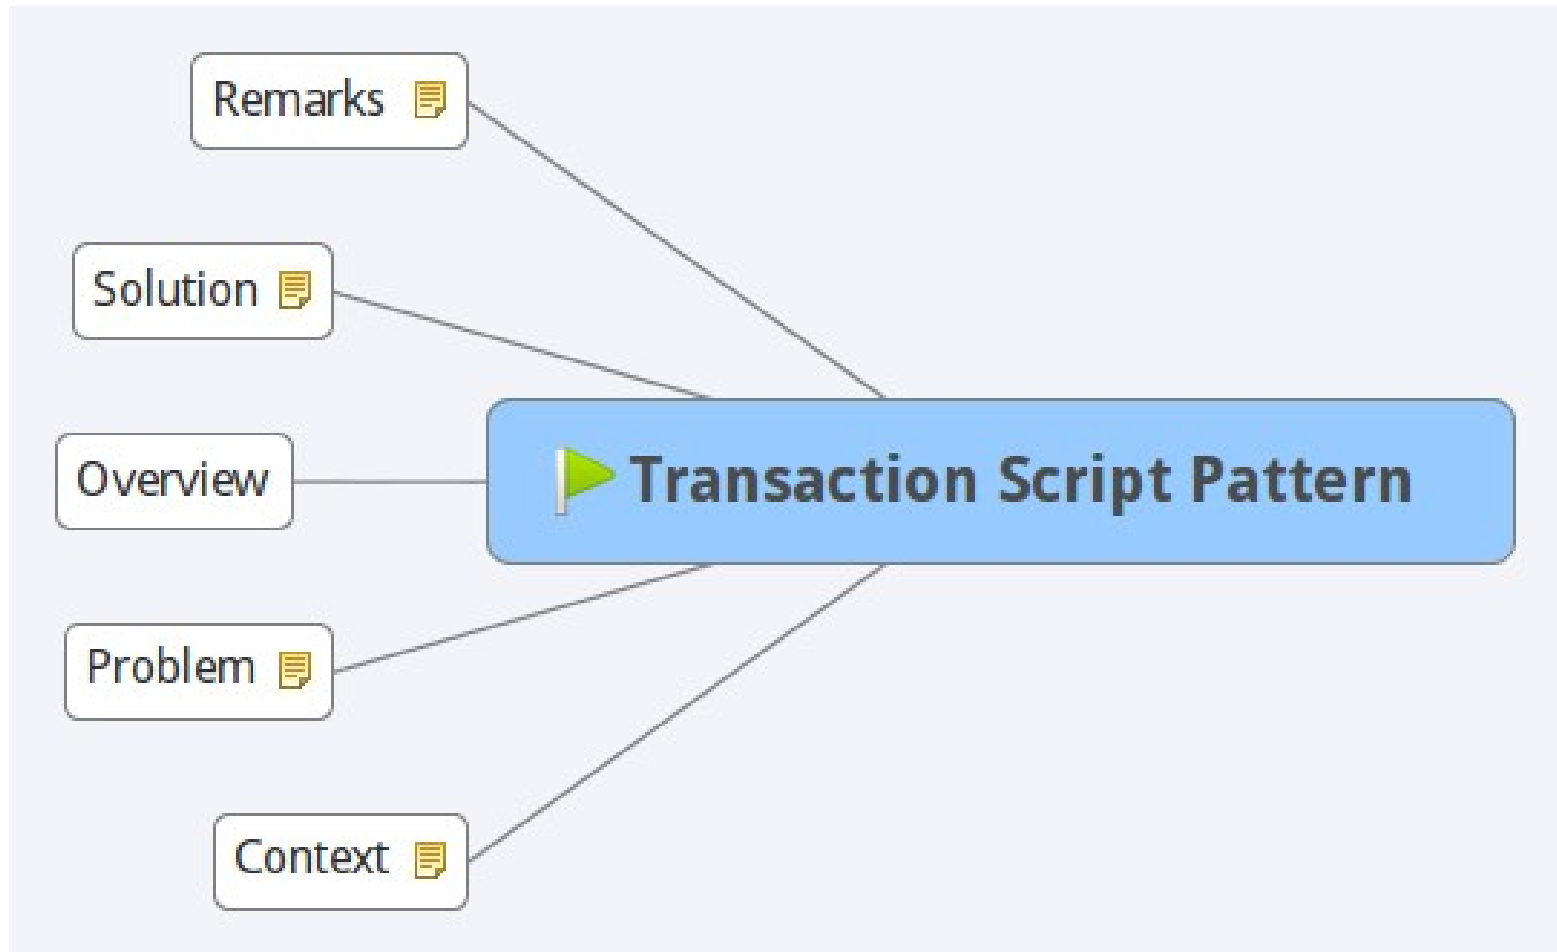 Remarks
Solution
Overview
Transaction Script Pattern
Problem
Context